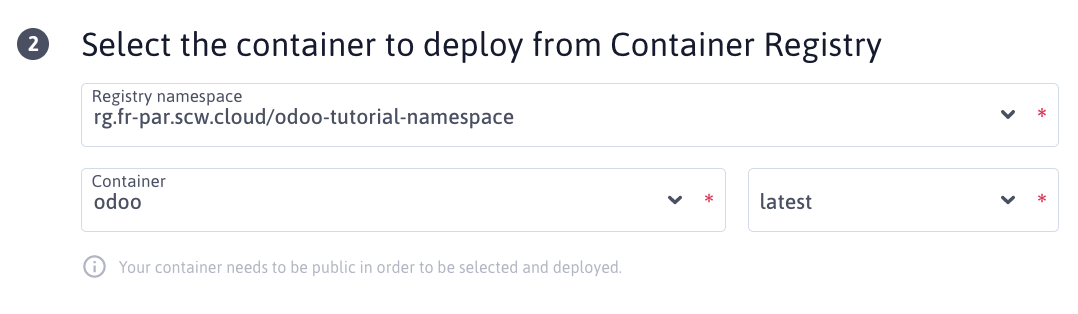 2 Select the container to deploy from Container Registry
Registry namespace
rg.fr-par.scw.cloud/odoo-tutorial-namespace *
Container
odoo * latest *
Your container needs to be public in order to be selected and deployed.